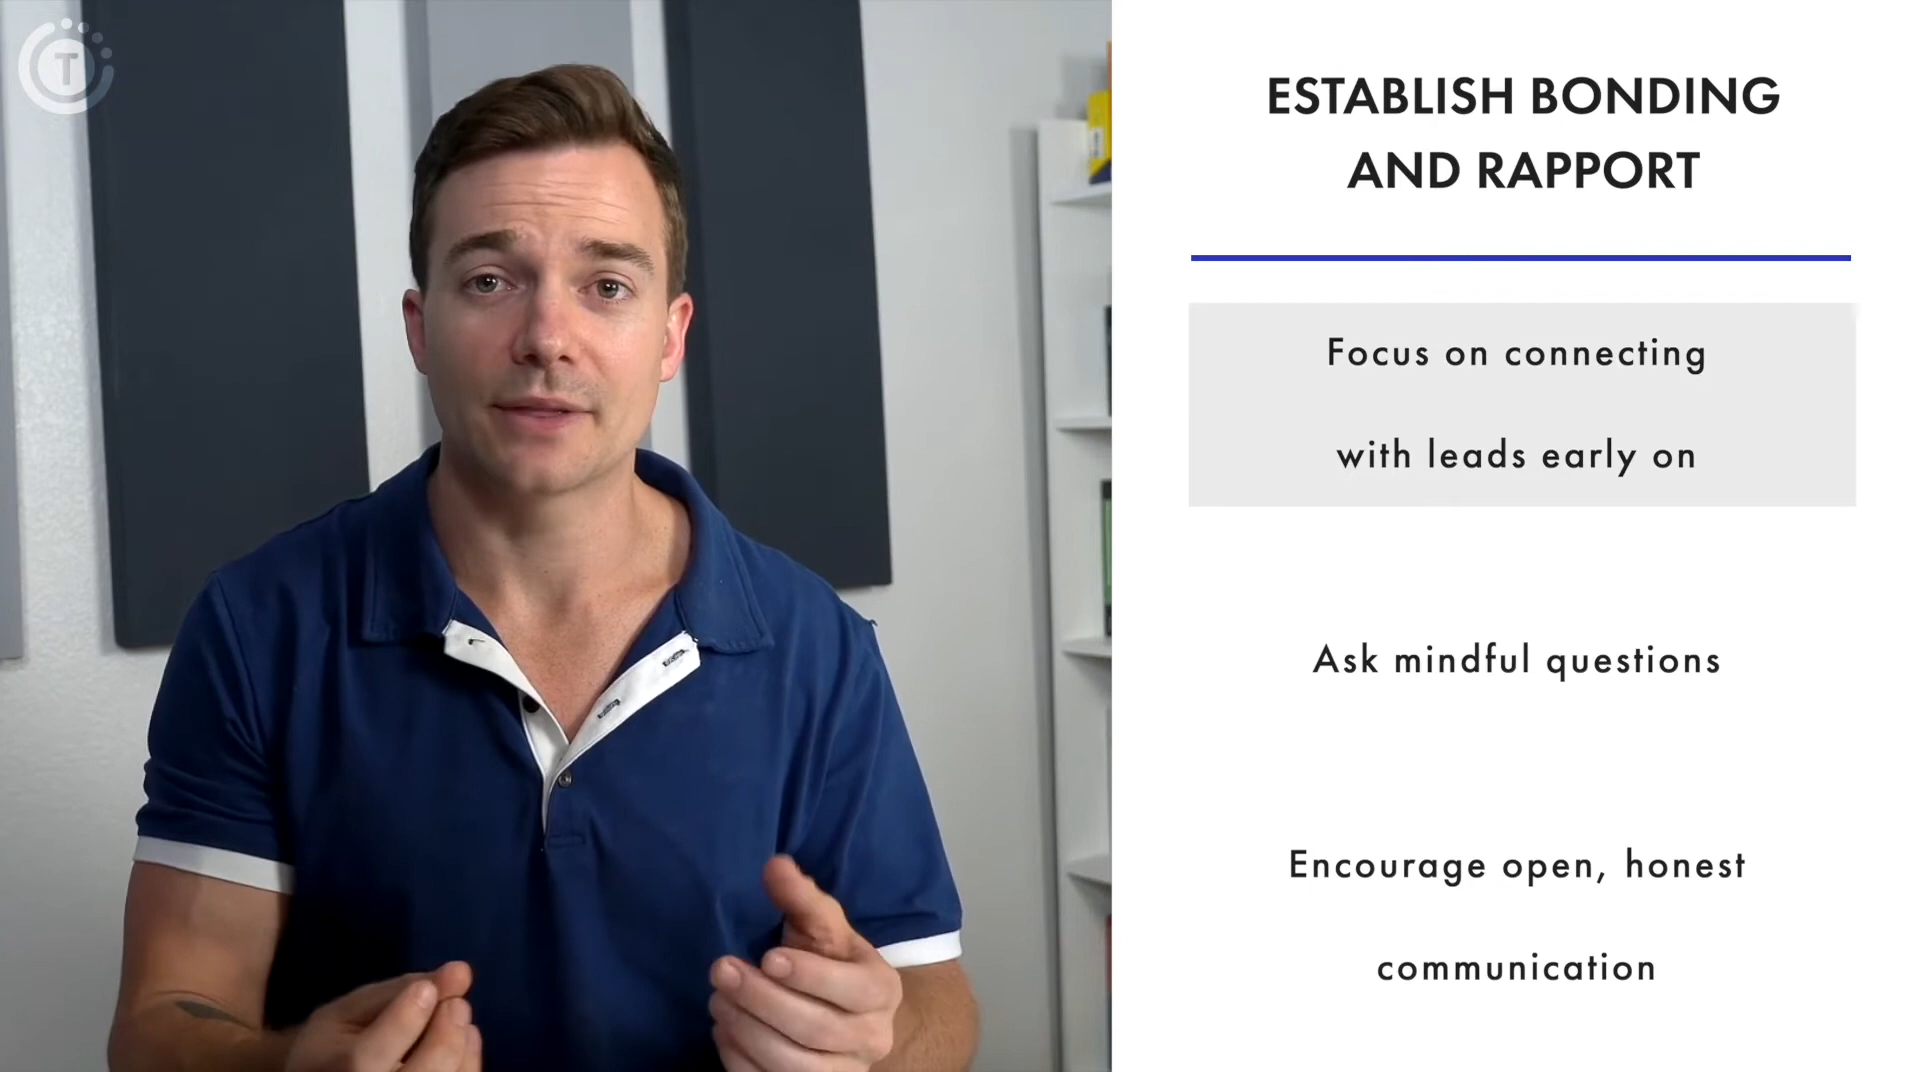 T
ESTABLISH BONDING
AND RAPPORT
Focus on connecting
with leads early on
Ask mindful questions
Encourage open, honest
communication